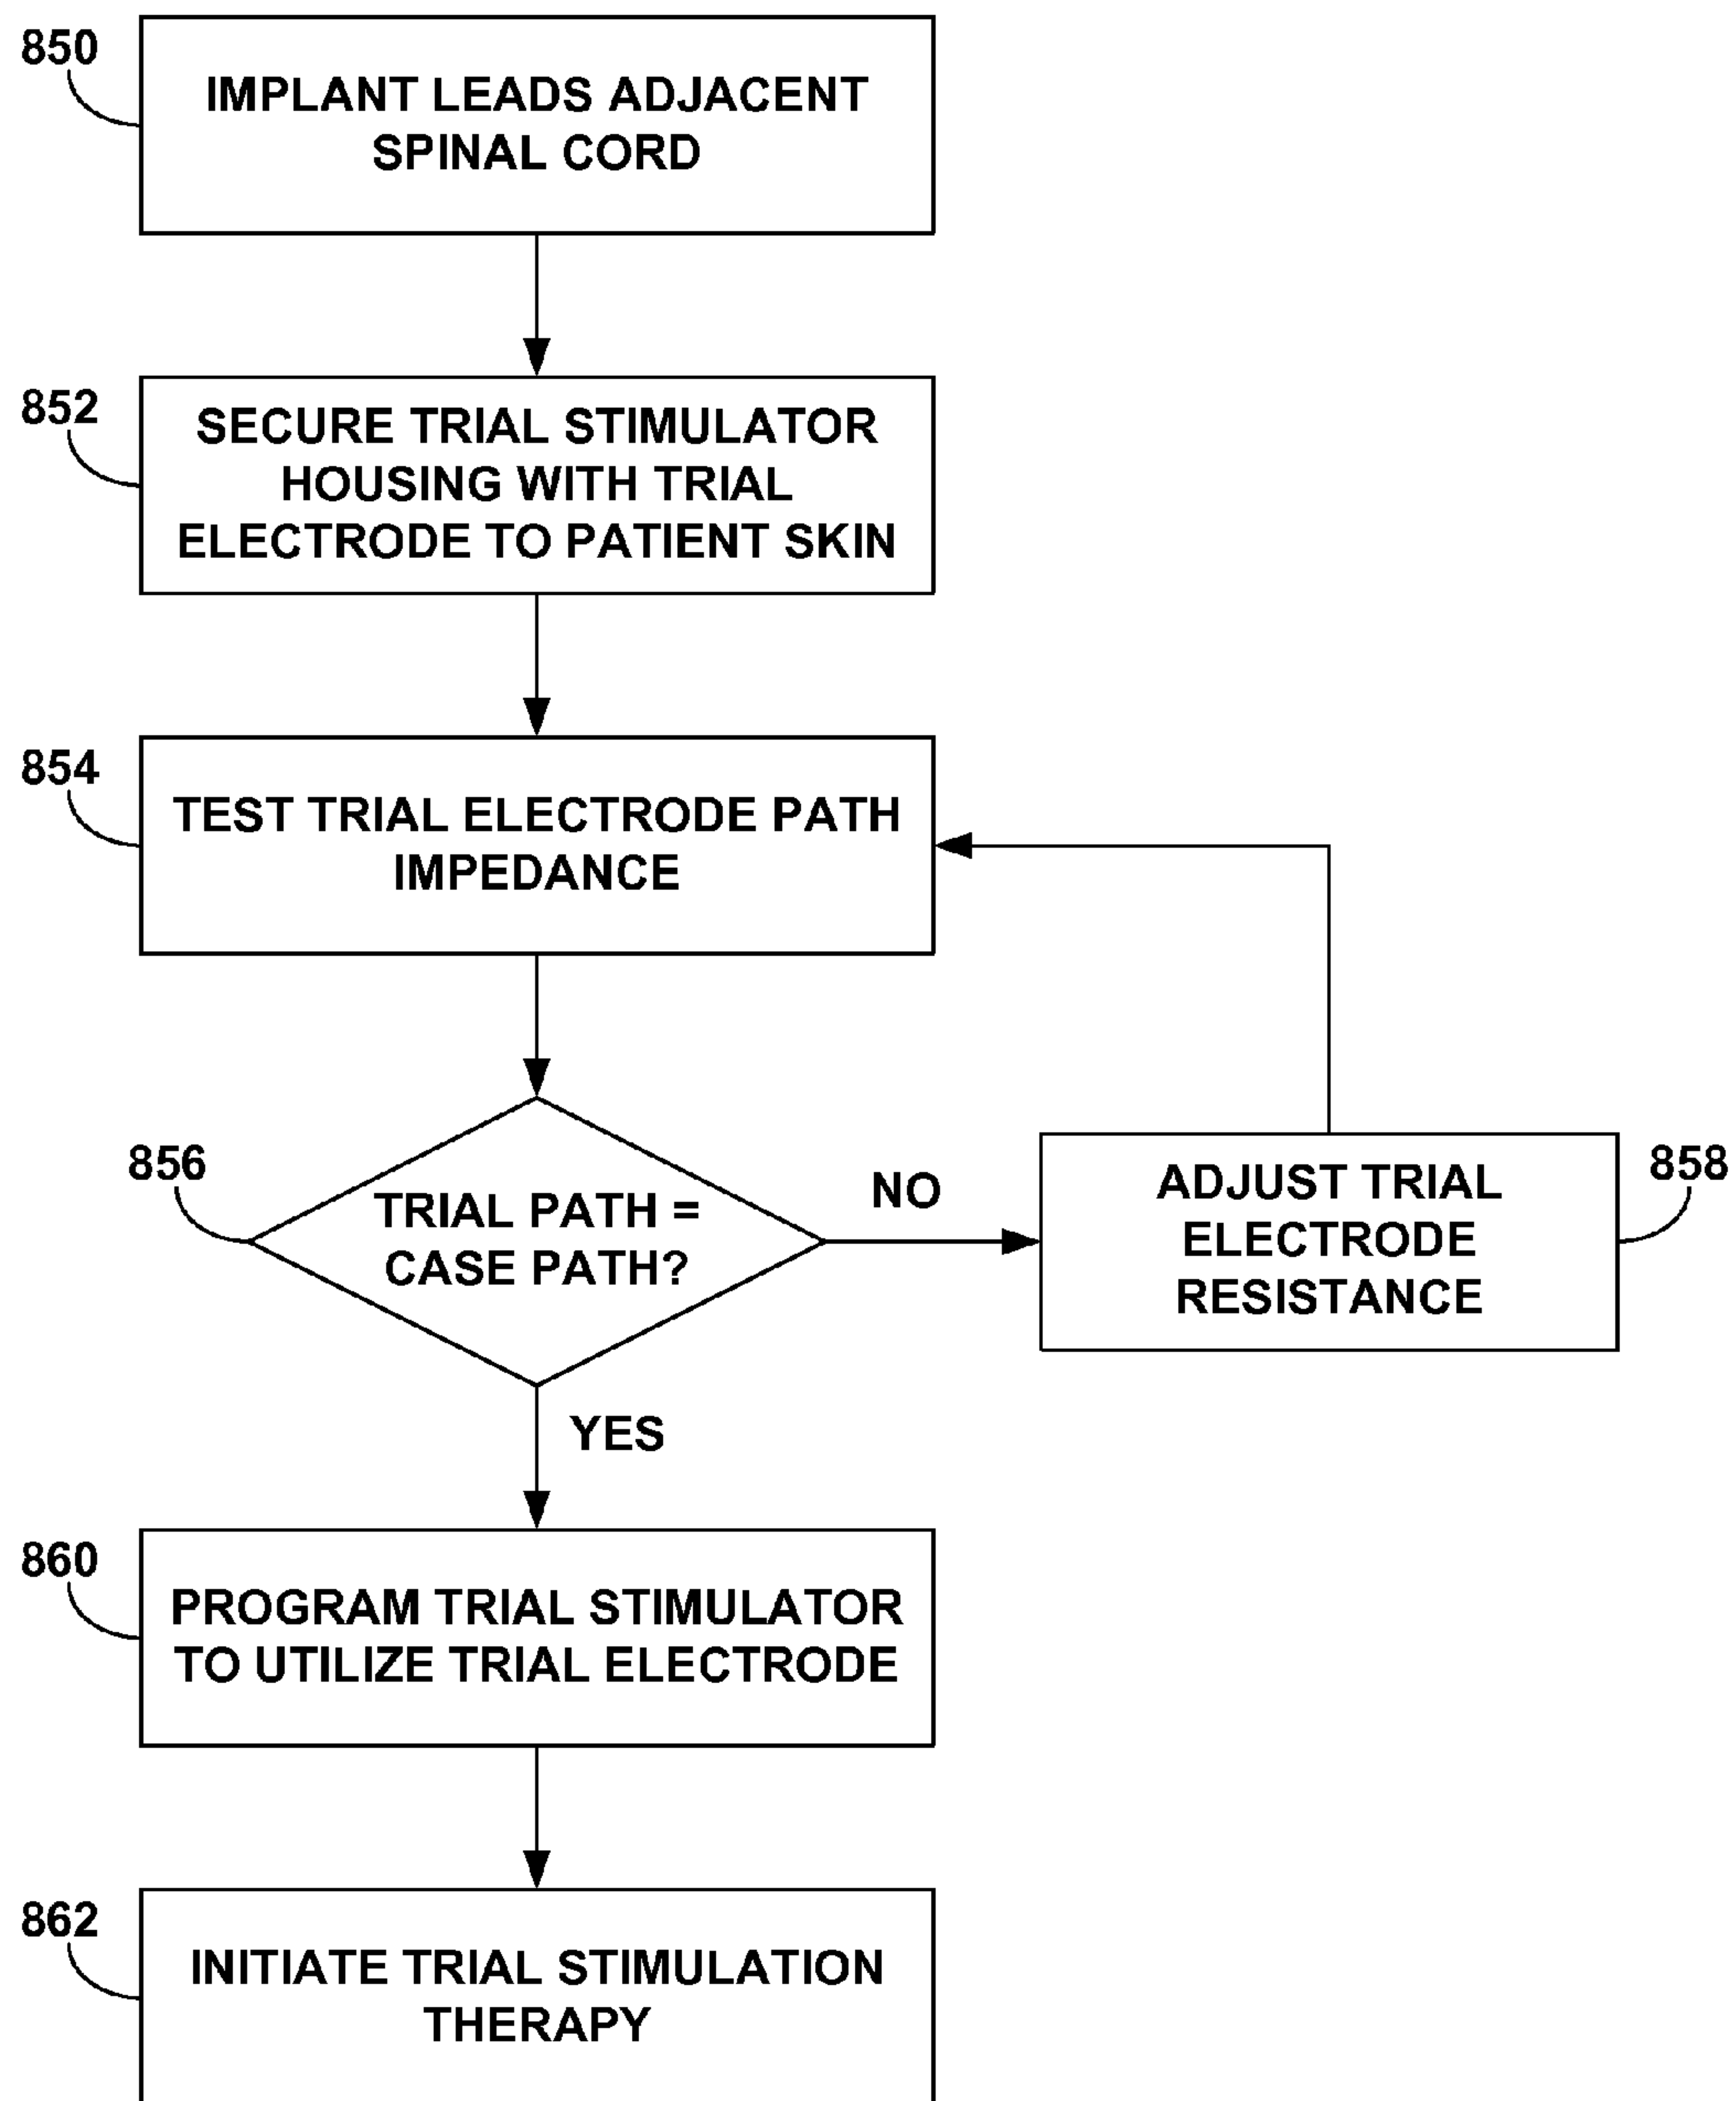 850
IMPLANT LEADS ADJACENT
SPINAL CORD
852
SECURE TRIAL STIMULATOR
HOUSING WITH TRIAL
ELECTRODE TO PATIENT SKIN
854
TEST TRIAL ELECTRODE PATH
IMPEDANCE
856
TRIAL PATH =
CASE PATH?
NO
858
ADJUST TRIAL
ELECTRODE
RESISTANCE
YES
860
PROGRAM TRIAL STIMULATOR
TO UTILIZE TRIAL ELECTRODE
862
INITIATE TRIAL STIMULATION
THERAPY